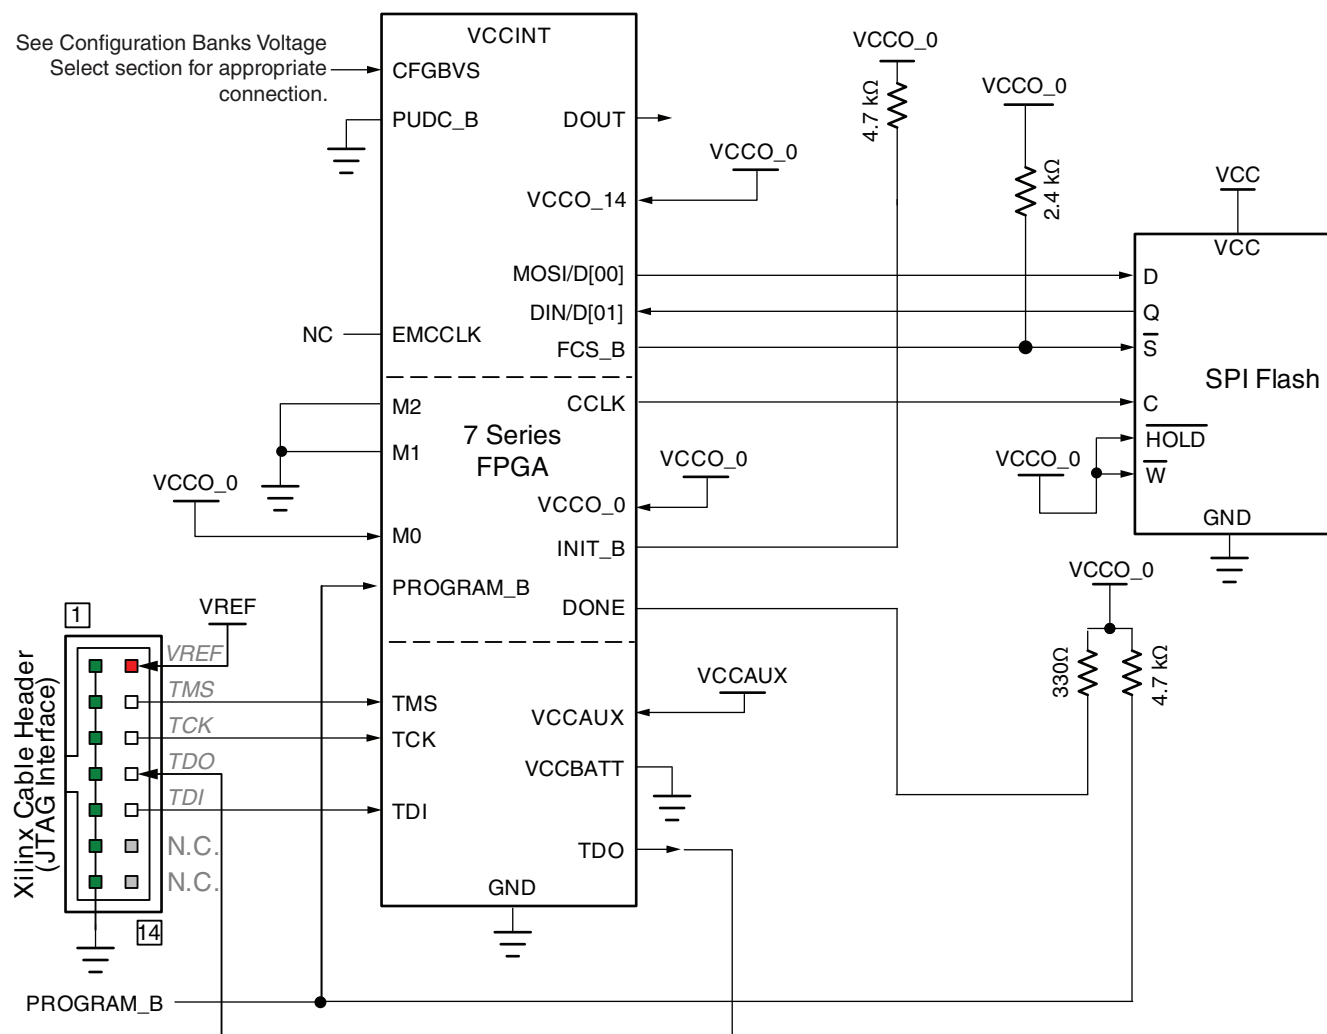 See Configuration Banks Voltage
Select section for appropriate
connection.
VCCINT
CFGBVS
PUDC_B
DOUT
VCCO_0
4.7 kΩ
VCCO_0
2.4 kΩ
VCCO_0
VCCO_14
VCC
VCC
MOSI/D[00]
D
DIN/D[01]
Q
NC
EMCCLK
FCS_B
S
SPI Flash
M2
CCLK
C
7 Series
FPGA
M1
HOLD
VCCO_0
W
VCCO_0
VCCO_0
VCCO_0
GND
M0
INIT_B
VCCO_0
PROGRAM_B
DONE
330Ω
4.7 kΩ
1
VREF
VREF
TMS
TCK
TDO
TDI
N.C.
N.C.
14
Xilinx Cable Header
(JTAG Interface)
TMS
TCK
TDI
VCCAUX
VCCAUX
VCCBATT
TDO
GND
PROGRAM_B